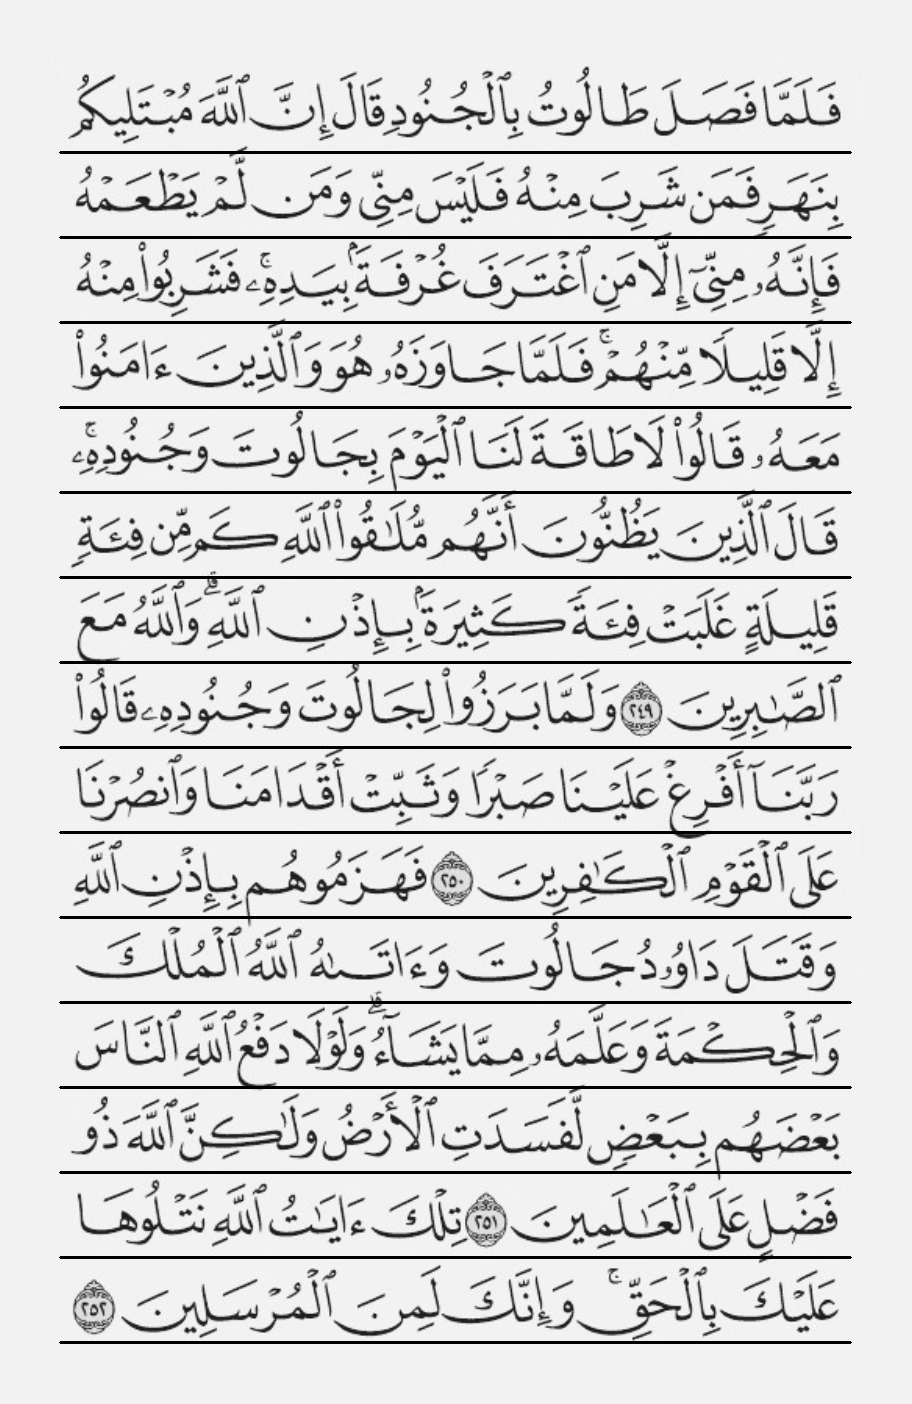 فَلَمَّا فَصَلَ طَالُوتُ بِٱلْجُنُودِ قَالَ إِنَّ ٱللَّهَ مُبْتَلِيكُم
بِنَهَرٍ فَمَن شَرِبَ مِنْهُ فَلَيْسَ مِنِّى وَمَن لَّمْ يَطْعَمْهُ
فَإِنَّهُۥ مِنِّىٓ إِلَّا مَنِ ٱغْتَرَفَ غُرْفَةًۢ بِيَدِهِۦۚ فَشَرِبُوا۟ مِنْهُ
إِلَّا قَلِيلًا مِّنْهُمْۚ فَلَمَّا جَاوَزَهُۥ هُوَ وَٱلَّذِينَ ءَامَنُوا۟
مَعَهُۥ قَالُوا۟ لَا طَاقَةَ لَنَا ٱلْيَوْمَ بِجَالُوتَ وَجُنُودِهِۦۚ
قَالَ ٱلَّذِينَ يَظُنُّونَ أَنَّهُم مُّلَٰقُوا۟ ٱللَّهِ كَم مِّن فِئَةٍ
قَلِيلَةٍ غَلَبَتْ فِئَةً كَثِيرَةًۢ بِإِذْنِ ٱللَّهِۗ وَٱللَّهُ مَعَ
ٱلصَّٰبِرِينَ ٢٤٩ وَلَمَّا بَرَزُوا۟ لِجَالُوتَ وَجُنُودِهِۦ قَالُوا۟
رَبَّنَآ أَفْرِغْ عَلَيْنَا صَبْرًا وَثَبِّتْ أَقْدَامَنَا وَٱنصُرْنَا
عَلَى ٱلْقَوْمِ ٱلْكَٰفِرِينَ ٢٥٠ فَهَزَمُوهُم بِإِذْنِ ٱللَّهِ
وَقَتَلَ دَاوُۥدُ جَالُوتَ وَءَاتَىٰهُ ٱللَّهُ ٱلْمُلْكَ
وَٱلْحِكْمَةَ وَعَلَّمَهُۥ مِمَّا يَشَآءُۗ وَلَوْلَا دَفْعُ ٱللَّهِ ٱلنَّاسَ
بَعْضَهُم بِبَعْضٍ لَّفَسَدَتِ ٱلْأَرْضُ وَلَٰكِنَّ ٱللَّهَ ذُو
فَضْلٍ عَلَى ٱلْعَٰلَمِينَ ٢٥١ تِلْكَ ءَايَٰتُ ٱللَّهِ نَتْلُوهَا
عَلَيْكَ بِٱلْحَقِّۚ وَإِنَّكَ لَمِنَ ٱلْمُرْسَلِينَ ٢٥٢